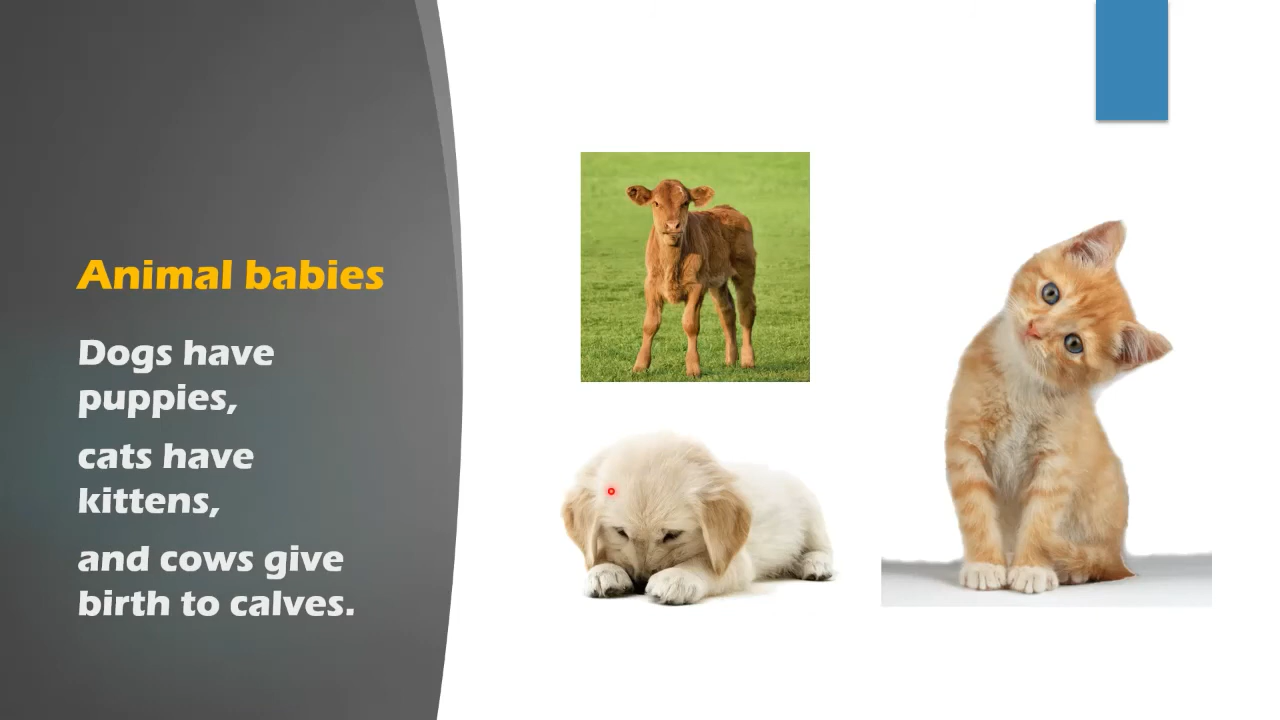 Animal babies
Dogs have
puppies,
cats have
kittens,
and cows give
birth to calves.